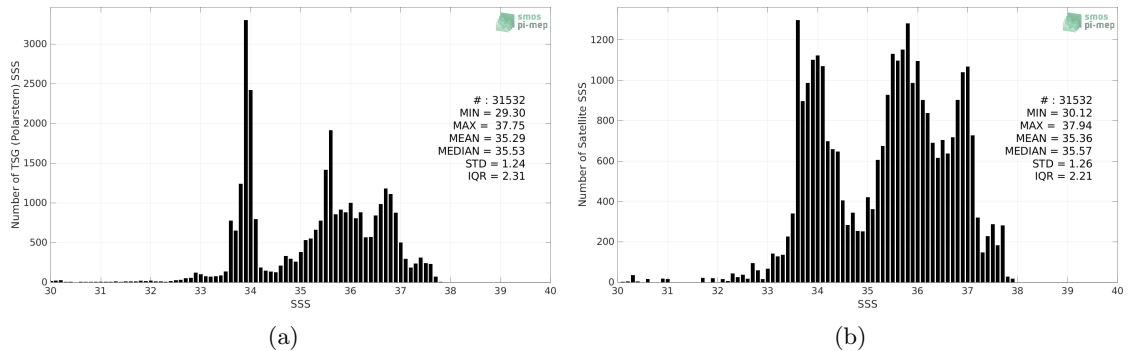 smos
pi-mep
Number of TSG (Polarstern) SSS
3000
2500
2000
1500
1000
500
0
# : 31532
MIN = 29.30
MAX = 37.75
MEAN = 35.29
MEDIAN = 35.53
STD = 1.24
IQR = 2.31
30 31 32 33 34 35 36 37 38 39 40
SSS
(a)
smos
pi-mep
Number of Satellite SSS
1200
1000
800
600
400
200
0
# : 31532
MIN = 30.12
MAX = 37.94
MEAN = 35.36
MEDIAN = 35.57
STD = 1.26
IQR = 2.21
30 31 32 33 34 35 36 37 38 39 40
SSS
(b)